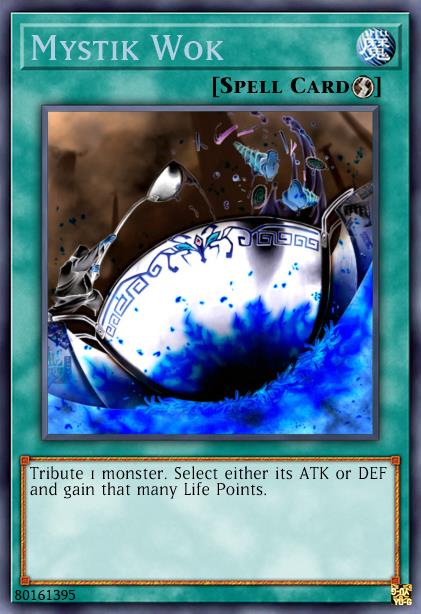 Mystik Wok
魔
[Spell Card]
Tribute 1 monster. Select either its ATK or DEF
and gain that many Life Points.
80161395